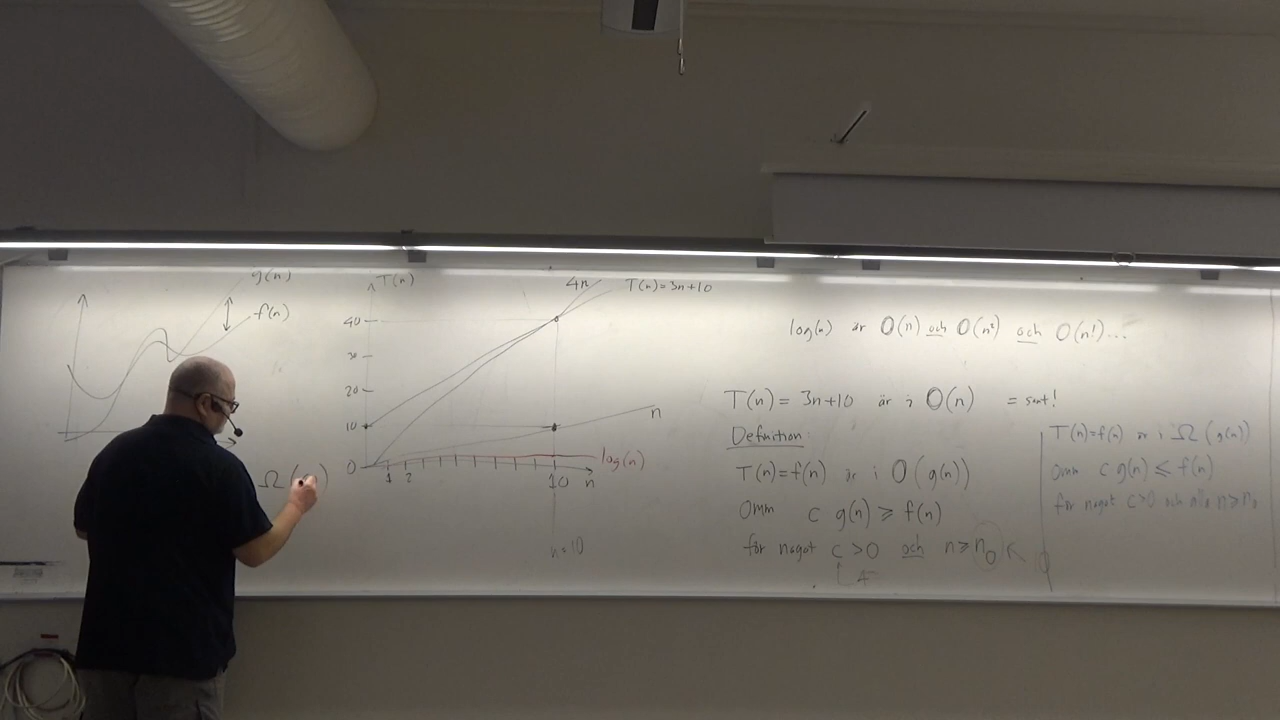 g(n)
f(n)
Ω (
T(n)
4n
T(n)=3n+10
40
30
20
10
0
1 2
10 n
n
log(n)
n=10
log(n) är O(n) och O(n²) och O(n!)...
T(n) = 3n+10 är i O(n) = sant!
Definition:
T(n)=f(n) är i O(g(n))
Omm c g(n) ≥ f(n)
för något c >0 och n≥n₀
4
T(n)=f(n) är i Ω(g(n))
Omm c g(n) ≤ f(n)
för något c>0 och alla n≥n₀